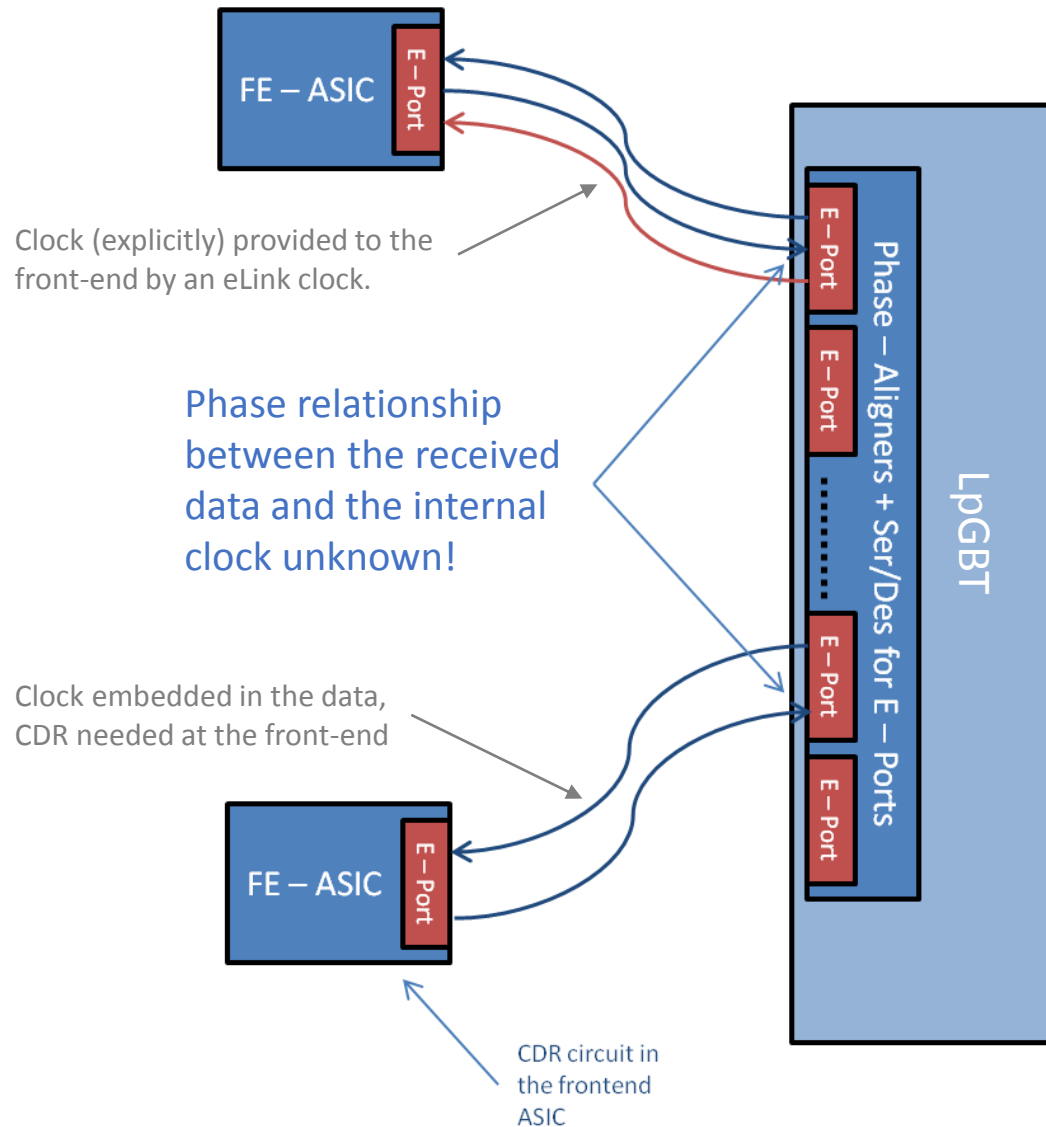 FE – ASIC
E – Port
Clock (explicitly) provided to the
front-end by an eLink clock.
Phase relationship
between the received
data and the internal
clock unknown!
Clock embedded in the data,
CDR needed at the front-end
FE – ASIC
E – Port
CDR circuit in
the frontend
ASIC
E – Port
E – Port
E – Port
E – Port
Phase – Aligners + Ser/Des for E – Ports
LpGBT